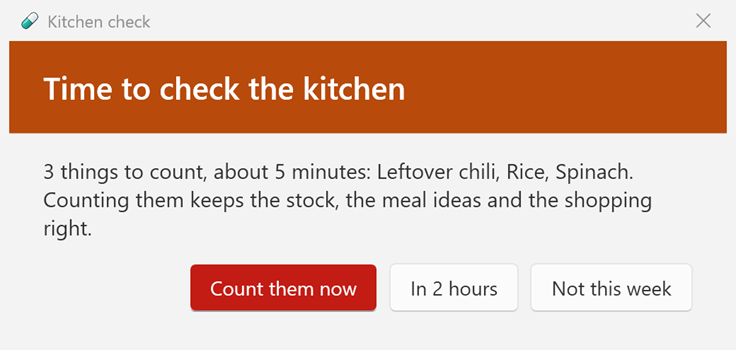 Kitchen check
Time to check the kitchen
3 things to count, about 5 minutes: Leftover chili, Rice, Spinach.
Counting them keeps the stock, the meal ideas and the shopping
right.
Count them now
In 2 hours
Not this week